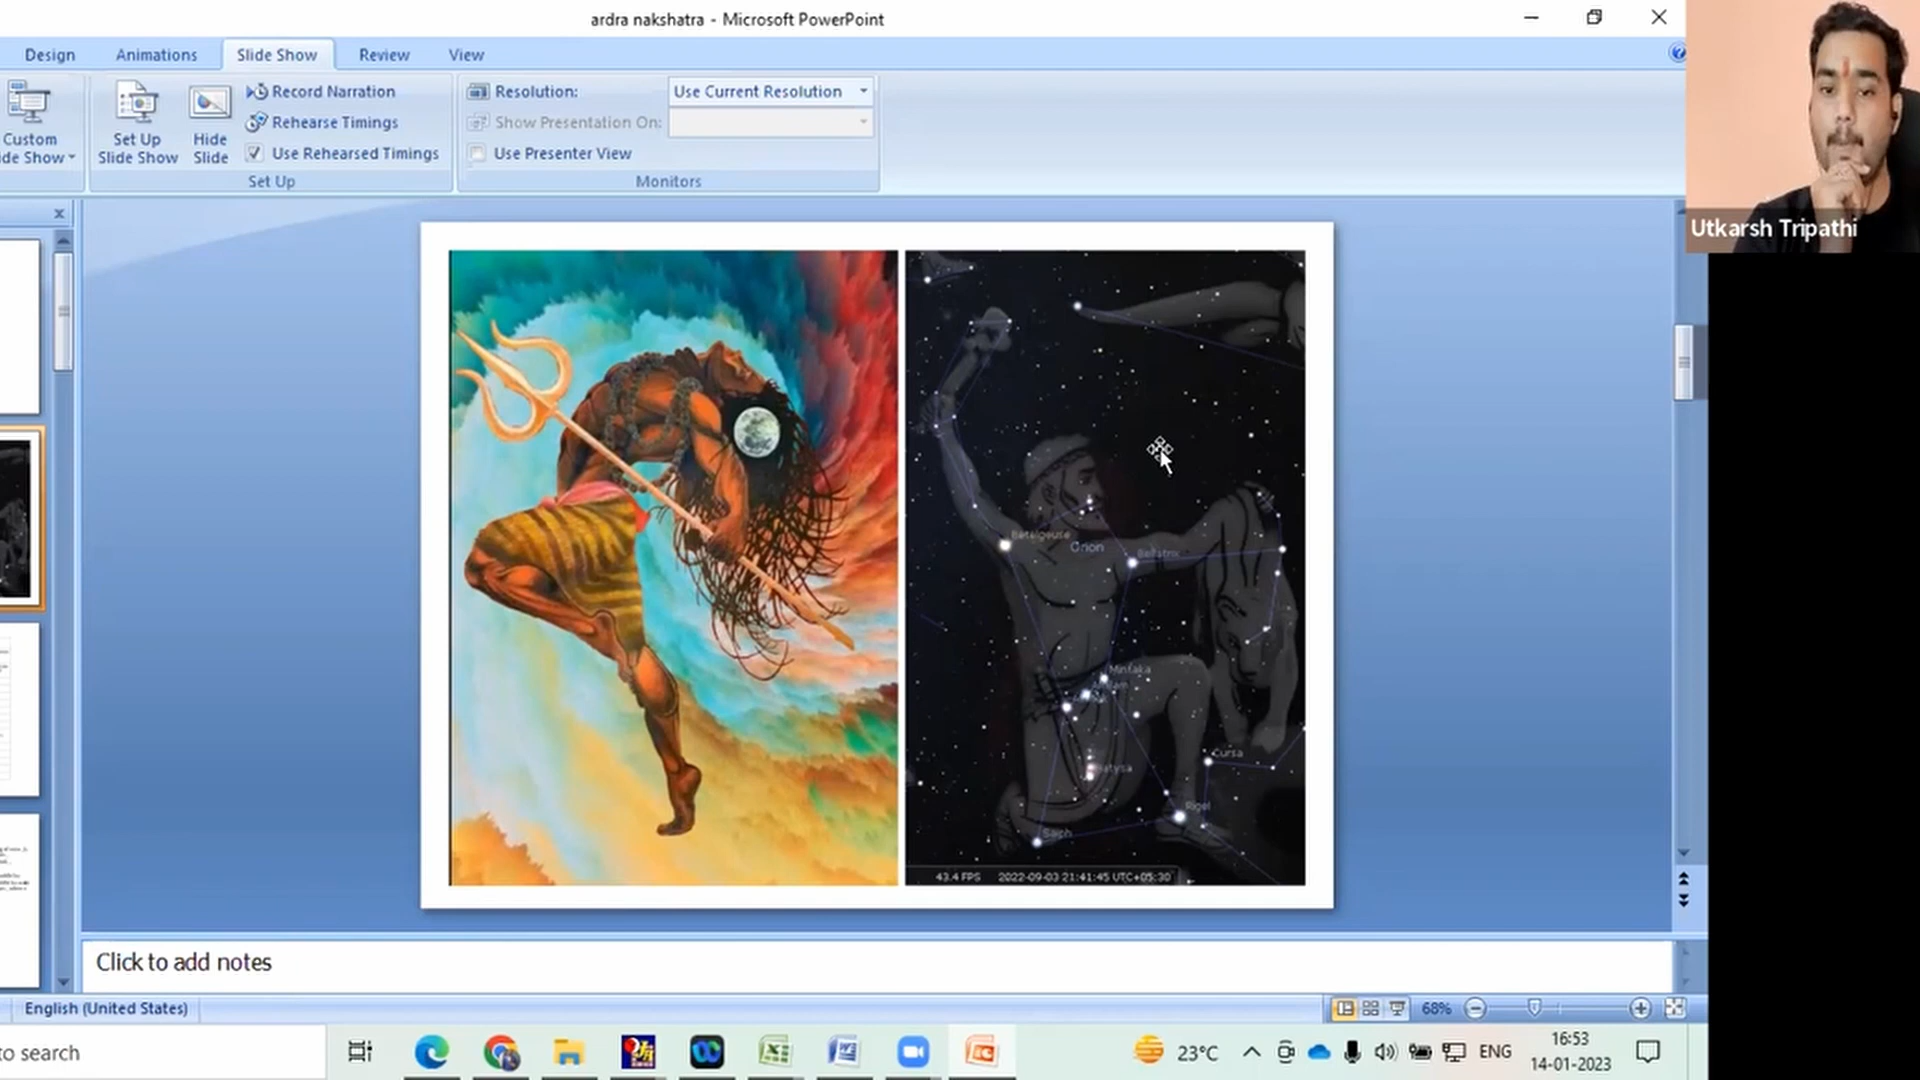 ardra nakshatra - Microsoft PowerPoint
Design
Animations
Slide Show
Review
View
Custom
Set Up
Slide Show
Hide
Slide
Record Narration
Rehearse Timings
Use Rehearsed Timings
Set Up
Resolution:
Use Current Resolution
Show Presentation On:
Use Presenter View
Monitors
Utkarsh Tripathi
Betelgeuse
Orion
Bellatrix
Mintaka
Cursa
Rigel
Saiph
43.4 FPS 2022-09-03 21:41:45 UTC+05:30
Click to add notes
English (United States)
68%
to search
23°C
ENG
16:53
14-01-2023